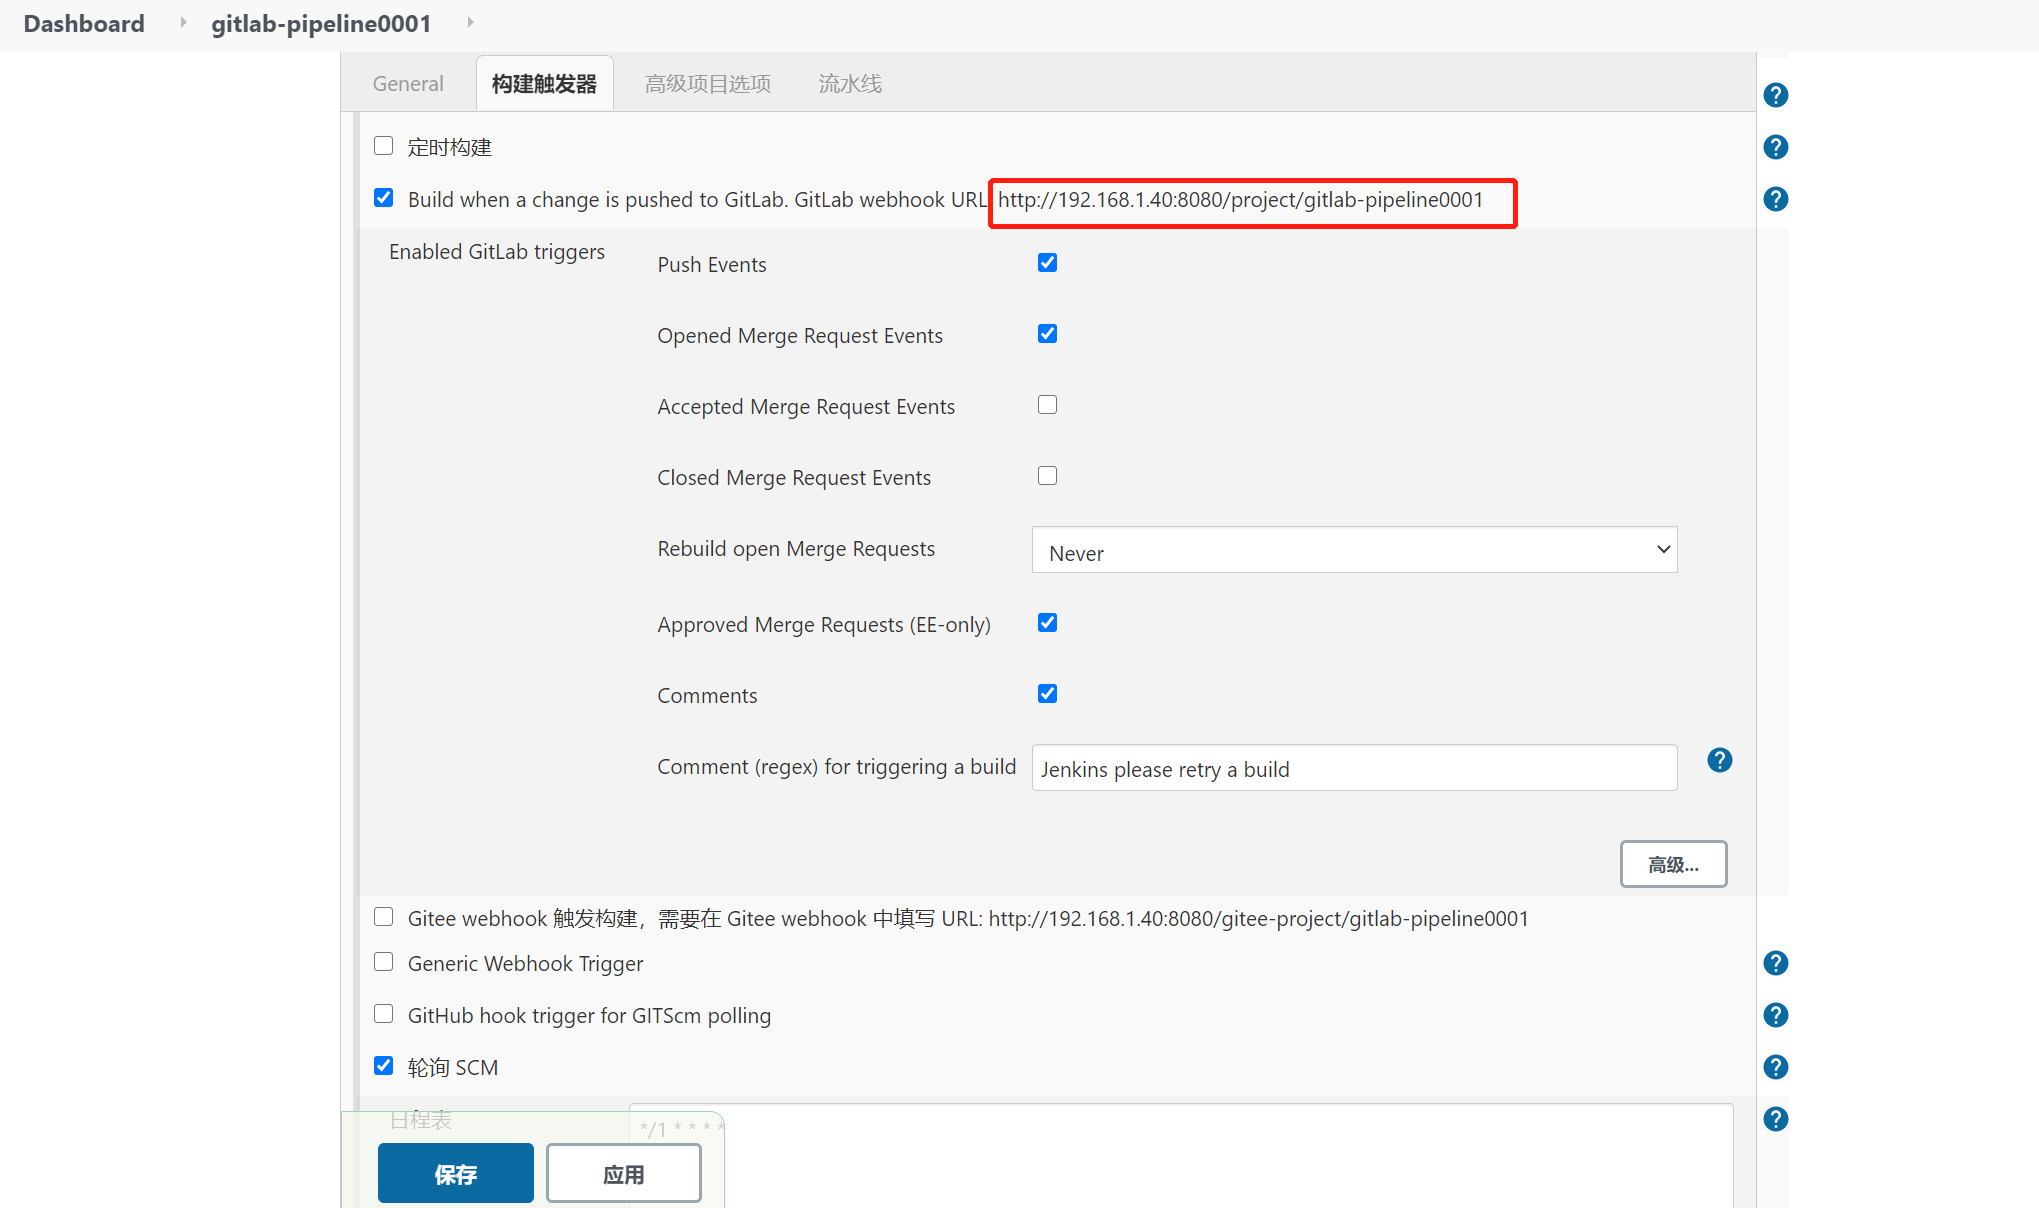 Dashboard gitlab-pipeline0001
General 构建触发器 高级项目选项 流水线
定时构建
Build when a change is pushed to GitLab. GitLab webhook URL: http://192.168.1.40:8080/project/gitlab-pipeline0001
Enabled GitLab triggers
Push Events
Opened Merge Request Events
Accepted Merge Request Events
Closed Merge Request Events
Rebuild open Merge Requests Never
Approved Merge Requests (EE-only)
Comments
Comment (regex) for triggering a build Jenkins please retry a build
高级...
Gitee webhook 触发构建，需要在 Gitee webhook 中填写 URL: http://192.168.1.40:8080/gitee-project/gitlab-pipeline0001
Generic Webhook Trigger
GitHub hook trigger for GITScm polling
轮询 SCM
日程表 */1 * * * *
保存 应用